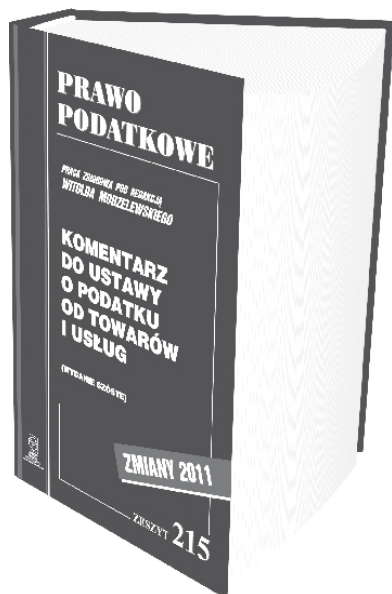 PRAWO
PODATKOWE
PRACA ZBIOROWA POD REDAKCJĄ
WITOLDA MODZELEWSKIEGO
KOMENTARZ
DO USTAWY
O PODATKU
OD TOWARÓW
I USŁUG
(WYDANIE SZÓSTE)
ZMIANY 2011
ZESZYT 215